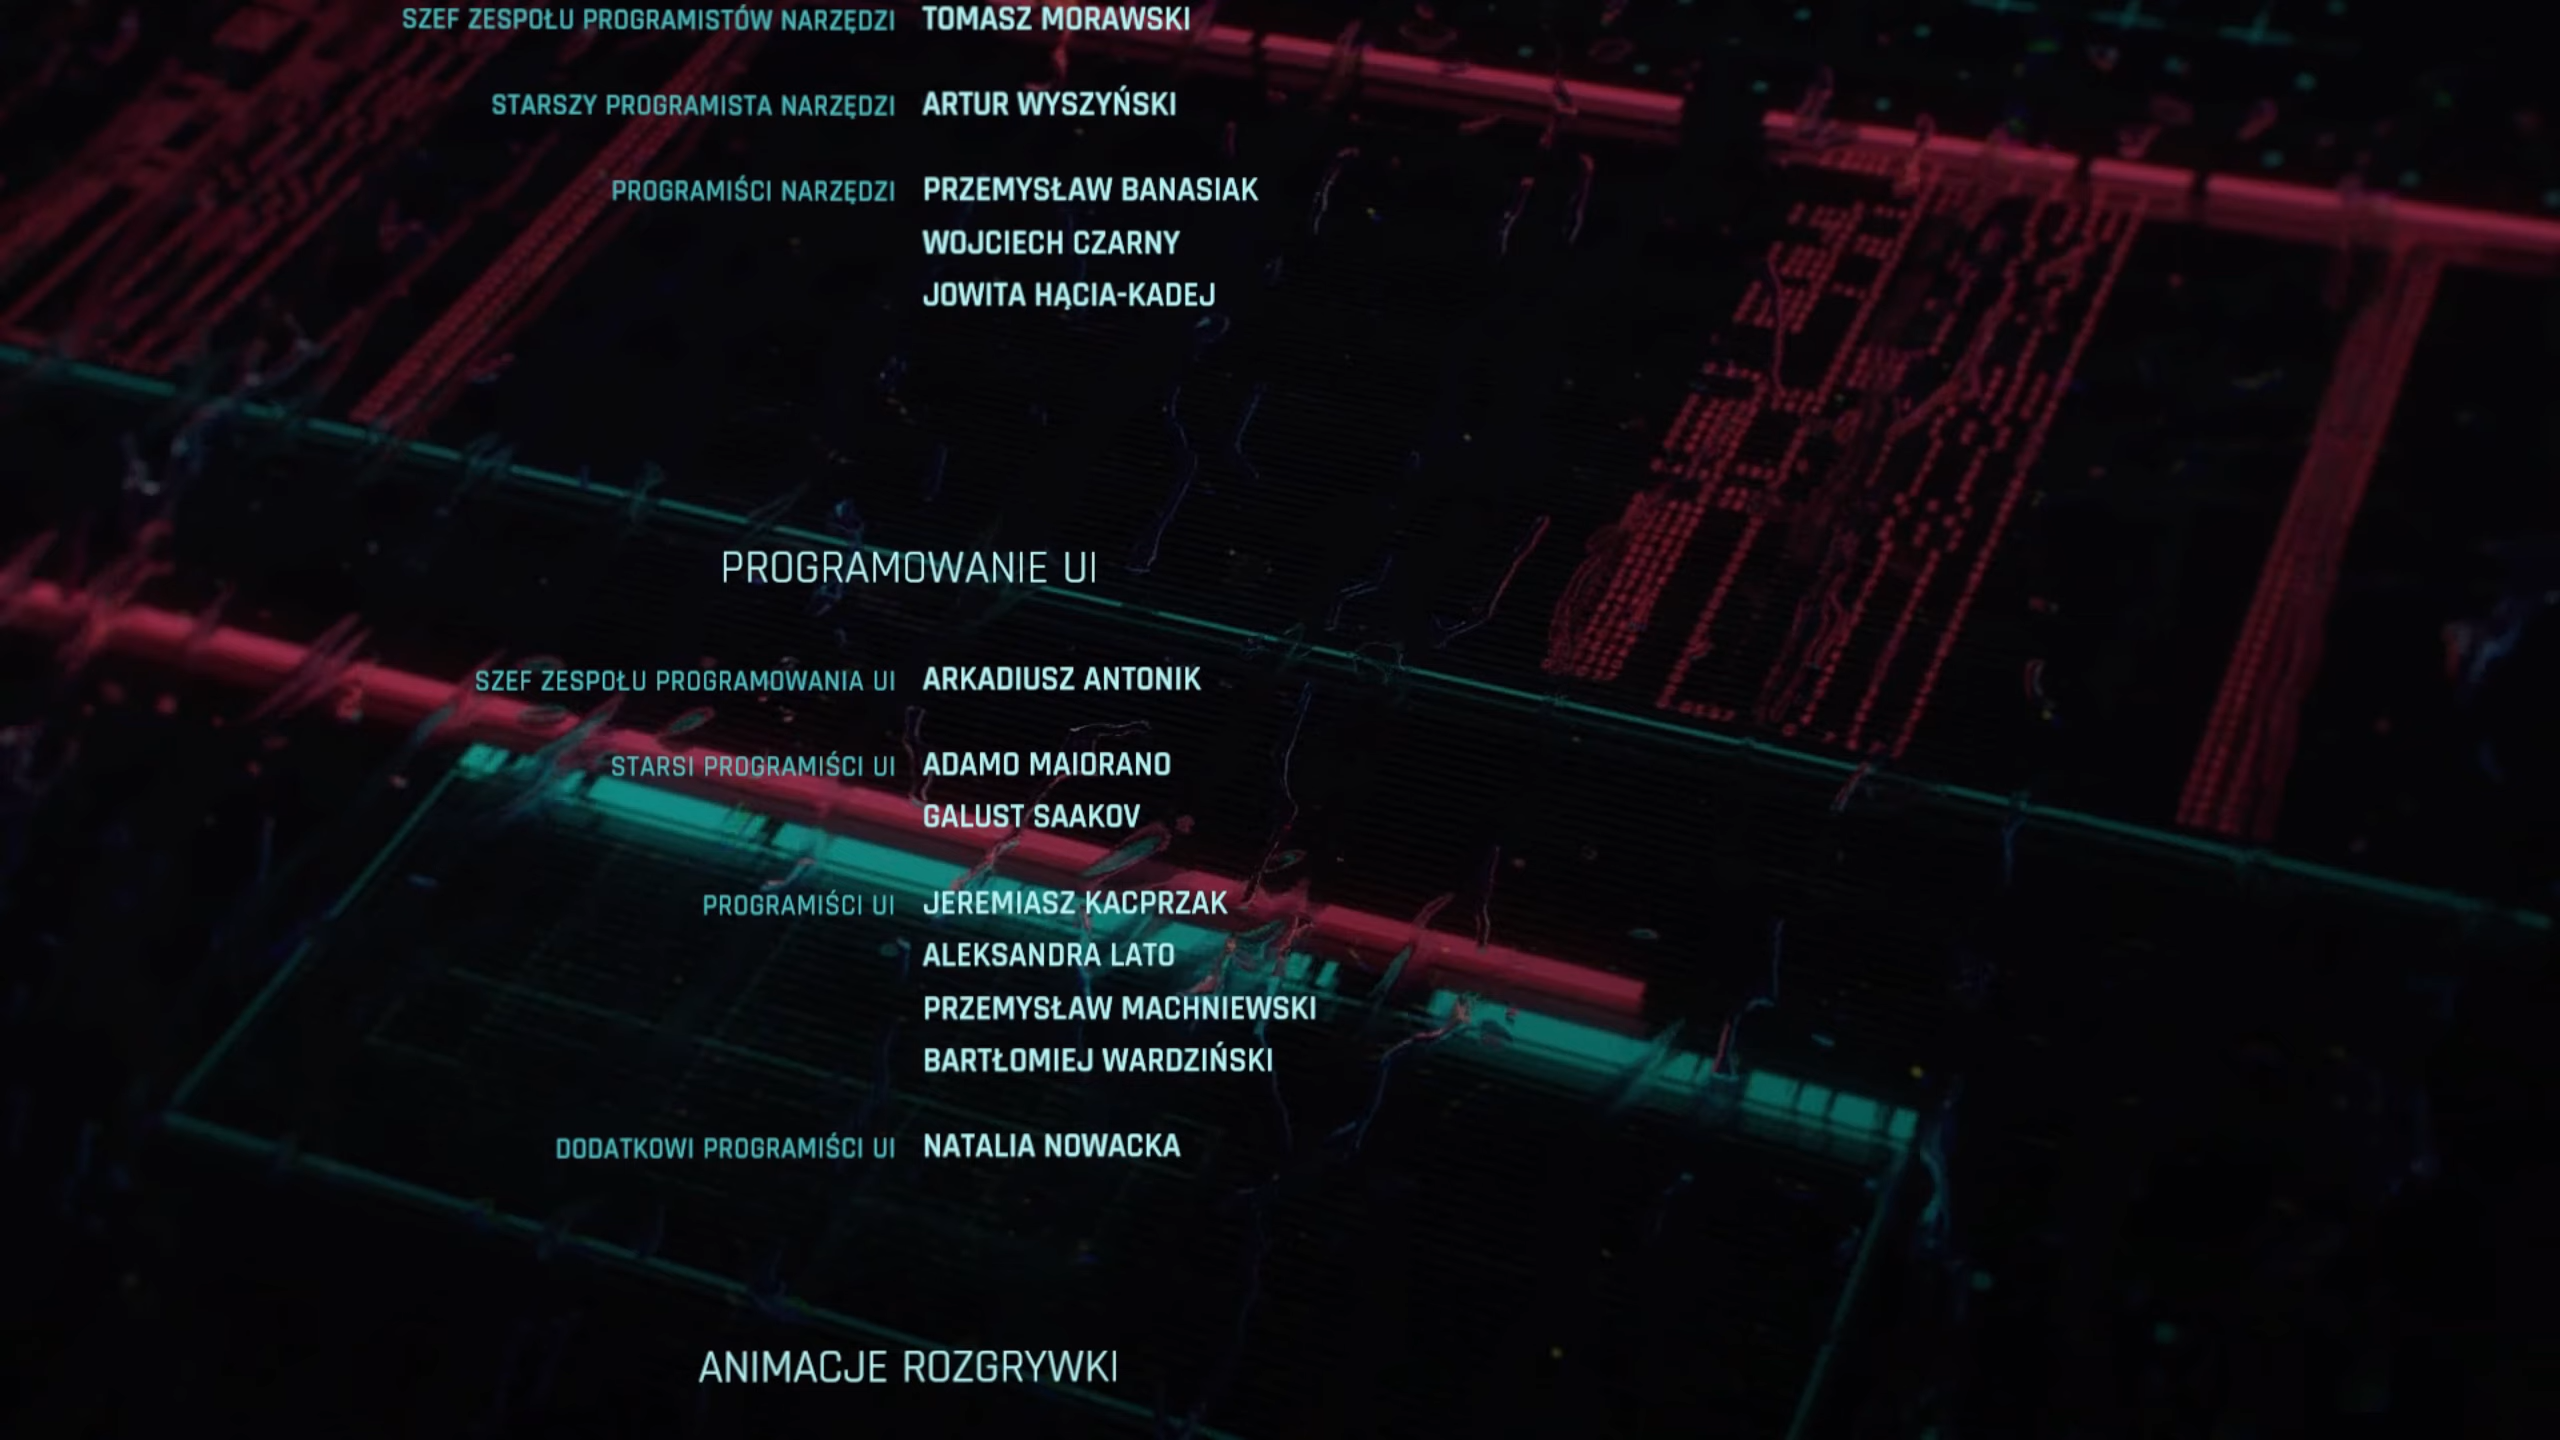 SZEF ZESPOŁU PROGRAMISTÓW NARZĘDZI TOMASZ MORAWSKI
STARSZY PROGRAMISTA NARZĘDZI ARTUR WYSZYŃSKI
PROGRAMIŚCI NARZĘDZI PRZEMYSŁAW BANASIAK
WOJCIECH CZARNY
JOWITA HĄCIA-KADEJ
PROGRAMOWANIE UI
SZEF ZESPOŁU PROGRAMOWANIA UI ARKADIUSZ ANTONIK
STARSI PROGRAMIŚCI UI ADAMO MAIORANO
GALUST SAAKOV
PROGRAMIŚCI UI JEREMIASZ KACPRZAK
ALEKSANDRA LATO
PRZEMYSŁAW MACHNIEWSKI
BARTŁOMIEJ WARDZIŃSKI
DODATKOWI PROGRAMIŚCI UI NATALIA NOWACKA
ANIMACJE ROZGRYWKI